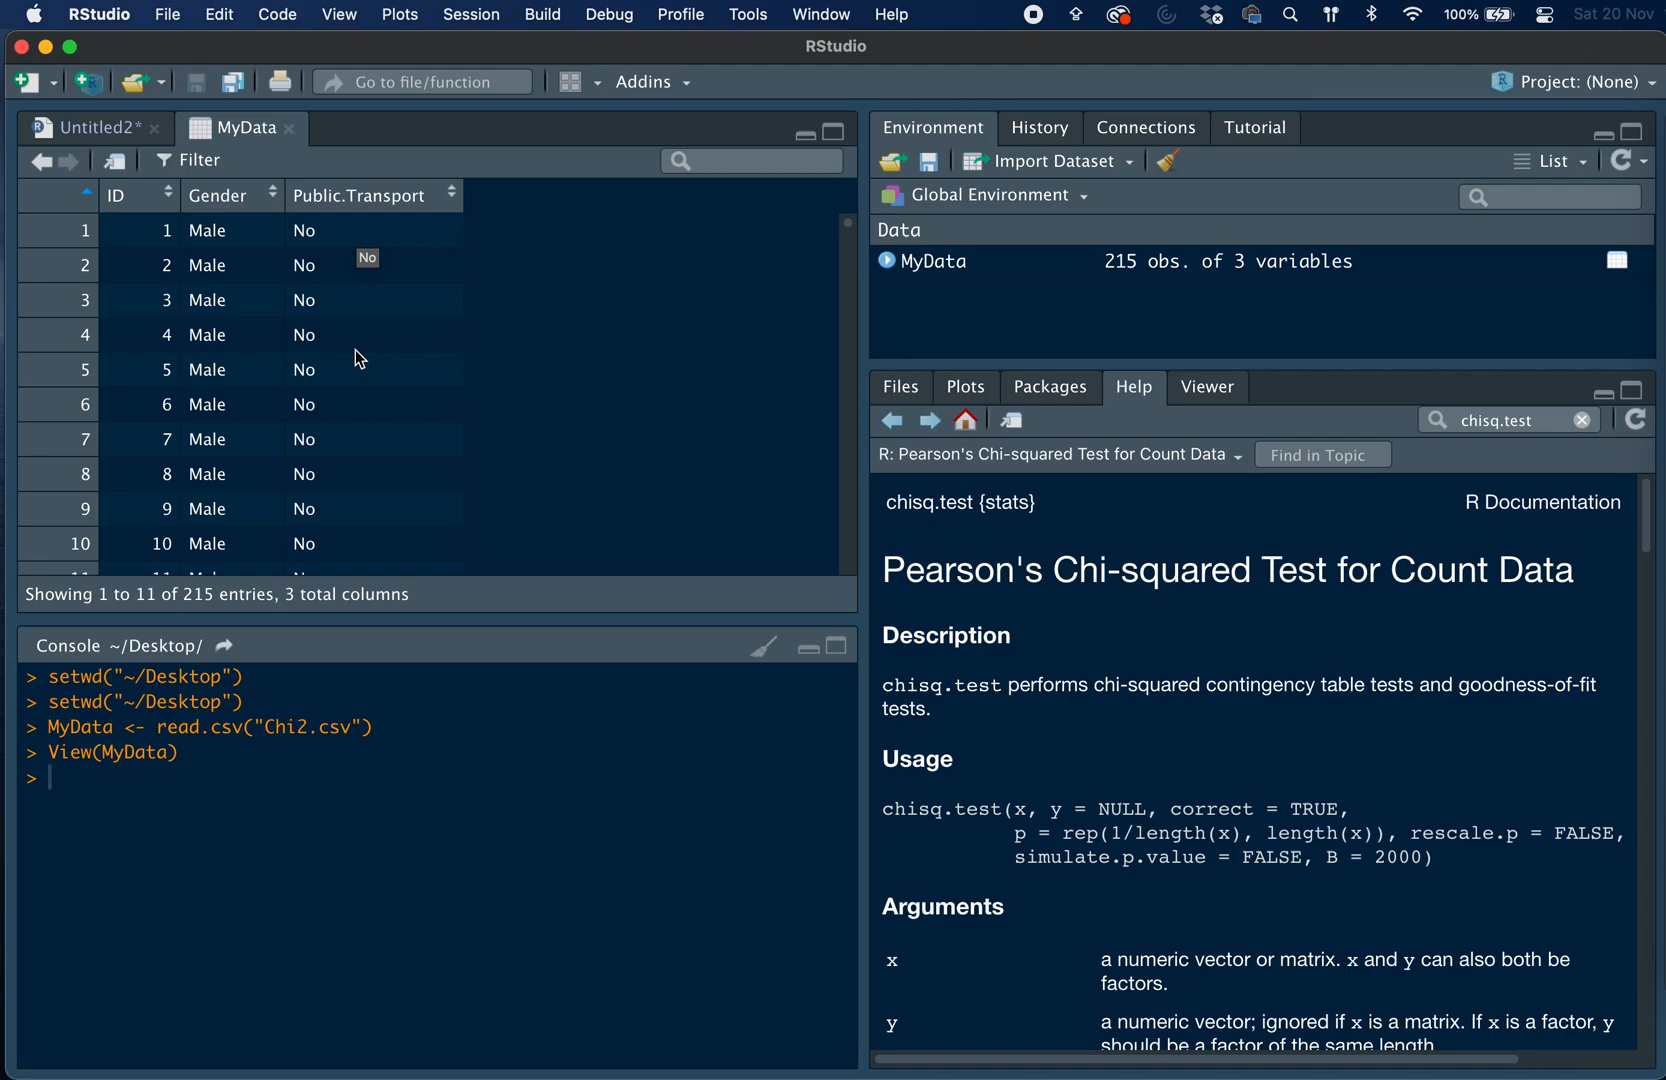 RStudio File Edit Code View Plots Session Build Debug Profile Tools Window Help 100% Sat 20 Nov
RStudio
Go to file/function Addins Project: (None)
Untitled2* MyData
Filter
ID Gender Public.Transport
1 1 Male No
2 2 Male No
No
3 3 Male No
4 4 Male No
5 5 Male No
6 6 Male No
7 7 Male No
8 8 Male No
9 9 Male No
10 10 Male No
Showing 1 to 11 of 215 entries, 3 total columns
Console ~/Desktop/
> setwd("~/Desktop")
> setwd("~/Desktop")
> MyData <- read.csv("Chi2.csv")
> View(MyData)
>
Environment History Connections Tutorial
Import Dataset List
Global Environment
Data
MyData 215 obs. of 3 variables
Files Plots Packages Help Viewer
chisq.test
R: Pearson's Chi-squared Test for Count Data Find in Topic
chisq.test {stats} R Documentation
Pearson's Chi-squared Test for Count Data
Description
chisq.test performs chi-squared contingency table tests and goodness-of-fit
tests.
Usage
chisq.test(x, y = NULL, correct = TRUE,
p = rep(1/length(x), length(x)), rescale.p = FALSE,
simulate.p.value = FALSE, B = 2000)
Arguments
x a numeric vector or matrix. x and y can also both be
factors.
y a numeric vector; ignored if x is a matrix. If x is a factor, y
should be a factor of the same length